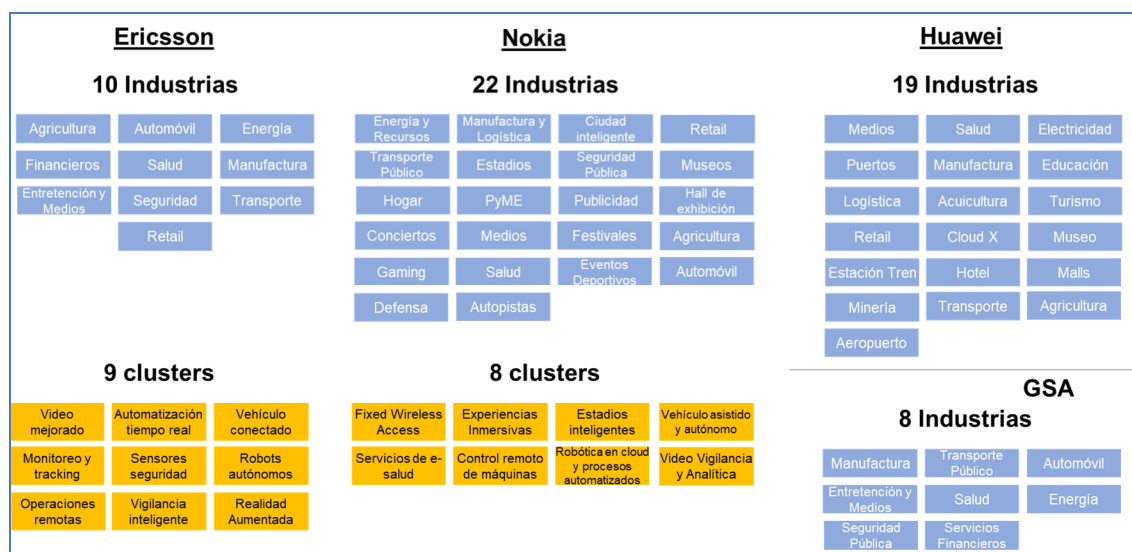 Ericsson
10 Industrias
Agricultura
Automóvil
Energía
Financieros
Salud
Manufactura
Entretención y
Medios
Seguridad
Transporte
Retail
9 clusters
Video
mejorado
Automatización
tiempo real
Vehículo
conectado
Monitoreo y
tracking
Sensores
seguridad
Robots
autónomos
Operaciones
remotas
Vigilancia
inteligente
Realidad
Aumentada
Nokia
22 Industrias
Energía y
Recursos
Manufactura y
Logística
Ciudad
inteligente
Retail
Transporte
Público
Estadios
Seguridad
Pública
Museos
Hogar
PyME
Publicidad
Hall de
exhibición
Conciertos
Medios
Festivales
Agricultura
Gaming
Salud
Eventos
Deportivos
Automóvil
Defensa
Autopistas
8 clusters
Fixed Wireless
Access
Experiencias
Inmersivas
Estadios
inteligentes
Vehículo asistido
y autónomo
Servicios de e-
salud
Control remoto
de máquinas
Robótica en cloud
y procesos
automatizados
Video Vigilancia
y Analítica
Huawei
19 Industrias
Medios
Salud
Electricidad
Puertos
Manufactura
Educación
Logística
Acuicultura
Turismo
Retail
Cloud X
Museo
Estación Tren
Hotel
Malls
Minería
Transporte
Agricultura
Aeropuerto
GSA
8 Industrias
Manufactura
Transporte
Público
Automóvil
Entretención y
Medios
Salud
Energía
Seguridad
Pública
Servicios
Financieros